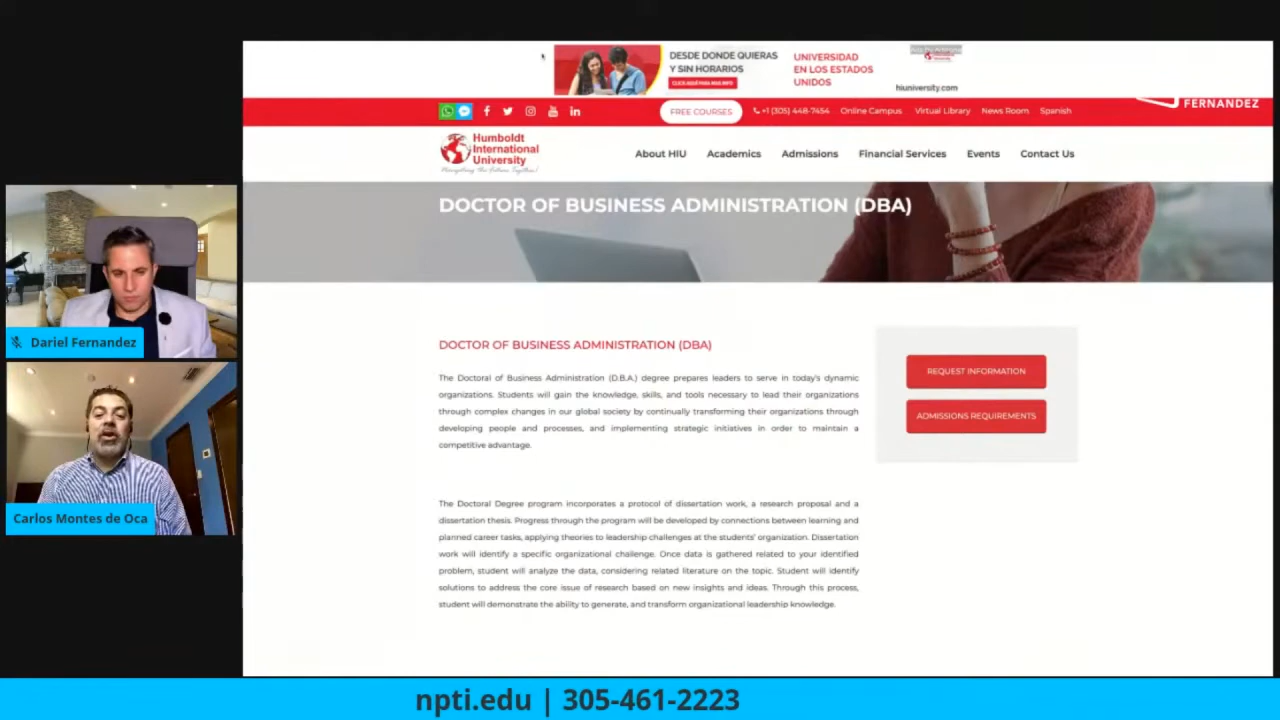 DESDE DONDE QUIERAS
Y SIN HORARIOS
CLICK AQUÍ PARA MÁS INFO
UNIVERSIDAD
EN LOS ESTADOS
UNIDOS
hiuniversity.com
FERNANDEZ
FREE COURSES
+1 (305) 448-7454
Online Campus
Virtual Library
News Room
Spanish
Humboldt
International
University
About HIU
Academics
Admissions
Financial Services
Events
Contact Us
DOCTOR OF BUSINESS ADMINISTRATION (DBA)
DOCTOR OF BUSINESS ADMINISTRATION (DBA)
The Doctoral of Business Administration (D.B.A.) degree prepares leaders to serve in today's dynamic
organizations. Students will gain the knowledge, skills, and tools necessary to lead their organizations
through complex changes in our global society by continually transforming their organizations through
developing people and processes, and implementing strategic initiatives in order to maintain a
competitive advantage.
The Doctoral Degree program incorporates a protocol of dissertation work, a research proposal and a
dissertation thesis. Progress through the program will be developed by connections between learning and
planned career tasks, applying theories to leadership challenges at the students' organization. Dissertation
work will identify a specific organizational challenge. Once data is gathered related to your identified
problem, student will analyze the data, considering related literature on the topic. Student will identify
solutions to address the core issue of research based on new insights and ideas. Through this process,
student will demonstrate the ability to generate, and transform organizational leadership knowledge.
REQUEST INFORMATION
ADMISSIONS REQUIREMENTS
Dariel Fernandez
Carlos Montes de Oca
npti.edu | 305-461-2223